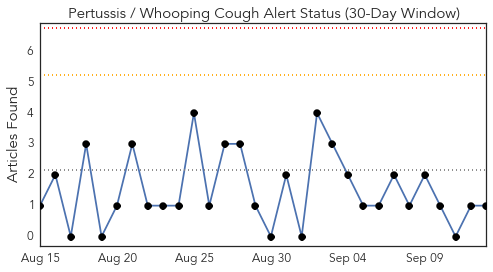 Pertussis / Whooping Cough Alert Status (30-Day Window)
Articles Found
6
5
4
3
2
1
0
Aug 15 Aug 20 Aug 25 Aug 30 Sep 04 Sep 09